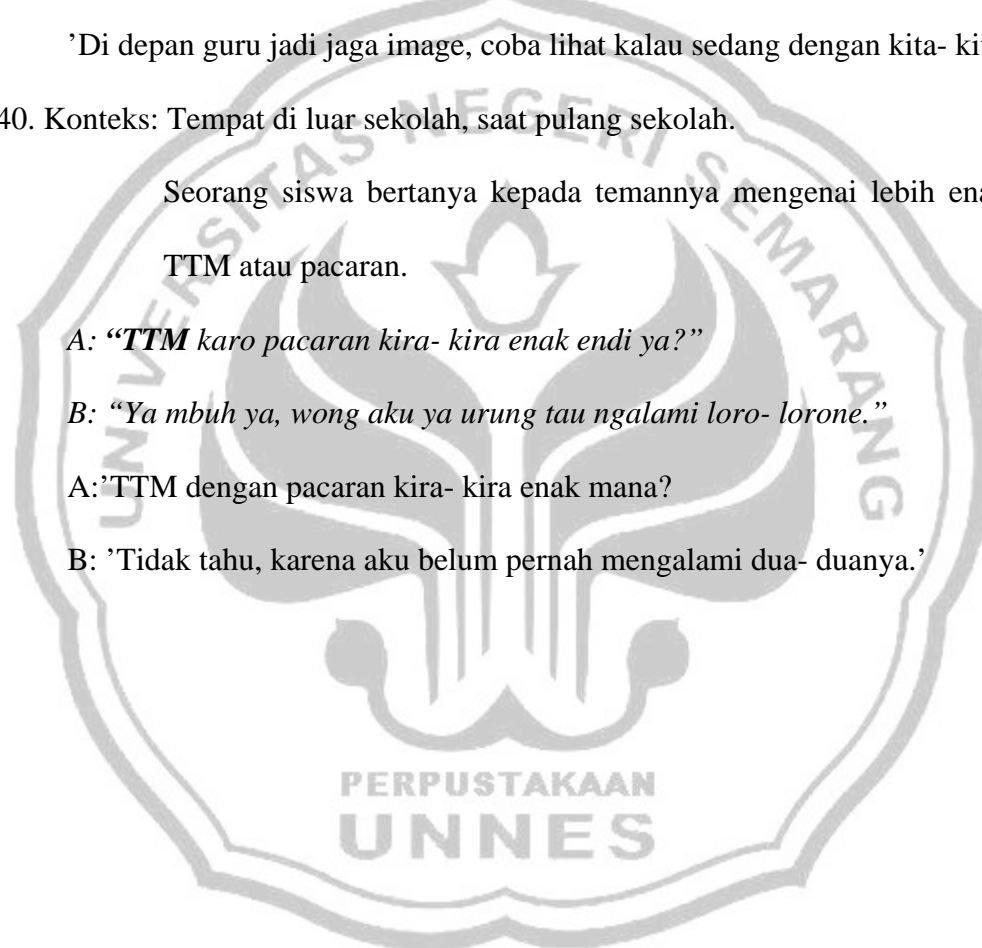 ’Di depan guru jadi jaga image, coba lihat kalau sedang dengan kita- 
40. Konteks: Tempat di luar sekolah, saat pulang sekolah.
Seorang siswa bertanya kepada temannya mengenai lebih
TTM atau pacaran.
A: “TTM karo pacaran kira- kira enak endi ya?”
B: “Ya mbuh ya, wong aku ya urung tau ngalami loro- lorone.”
A:’TTM dengan pacaran kira- kira enak mana?
B: ’Tidak tahu, karena aku belum pernah mengalami dua- duanya.’
UNIVERSITAS NEGERI SEMARANG
PERPUSTAKAAN
UNNES